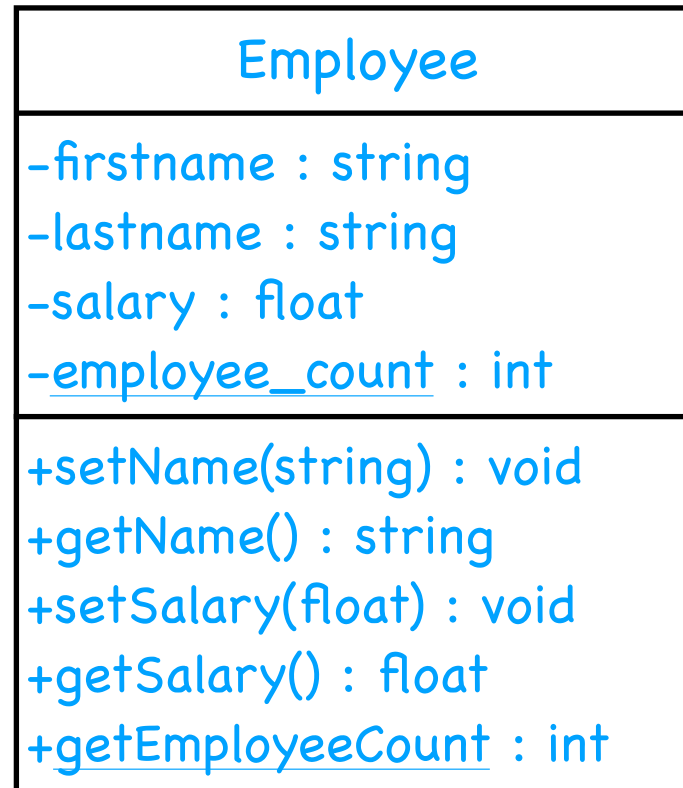 Employee
-firstname : string
-lastname : string
-salary : float
-employee_count : int
+setName(string) : void
+getName() : string
+setSalary(float) : void
+getSalary() : float
+getEmployeeCount : int